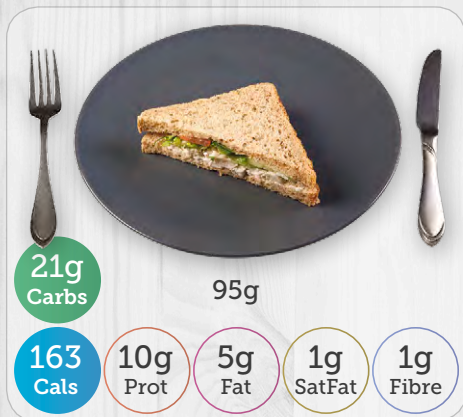 21g
Carbs
95g
163
Cals
10g
Prot
5g
Fat
1g
SatFat
1g
Fibre